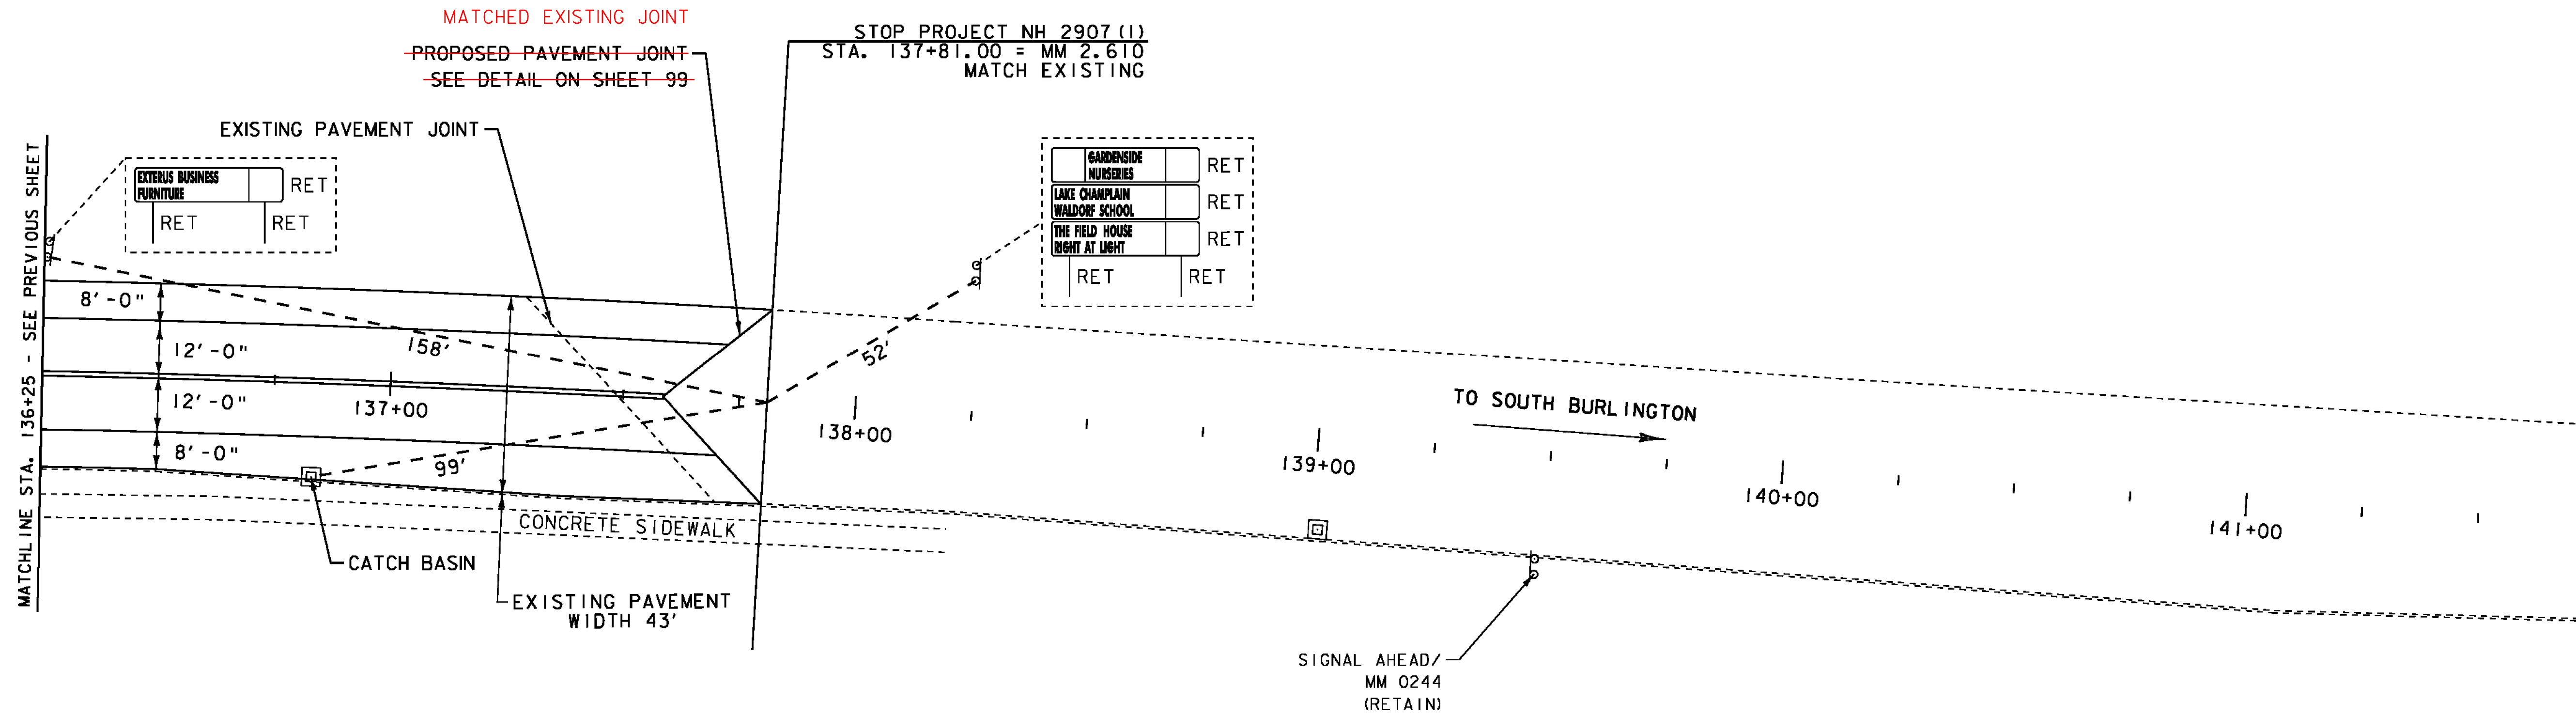 MATCHED EXISTING JOINT
PROPOSED PAVEMENT JOINT
SEE DETAIL ON SHEET 99
STOP PROJECT NH 2907(1)
STA. 137+81.00 = MM 2.610
MATCH EXISTING
EXISTING PAVEMENT JOINT
MATCHLINE STA. 136+25 - SEE PREVIOUS SHEET
EXTERUS BUSINESS
FURNITURE
RET
RET
RET
GARDENSIDE
NURSERIES
RET
LAKE CHAMPLAIN
WALDORF SCHOOL
RET
THE FIELD HOUSE
RIGHT AT LIGHT
RET
RET
RET
8'-0"
12'-0"
158'
52'
12'-0"
137+00
8'-0"
99'
138+00
TO SOUTH BURLINGTON
139+00
140+00
141+00
CONCRETE SIDEWALK
CATCH BASIN
EXISTING PAVEMENT
WIDTH 43'
SIGNAL AHEAD/
MM 0244
(RETAIN)